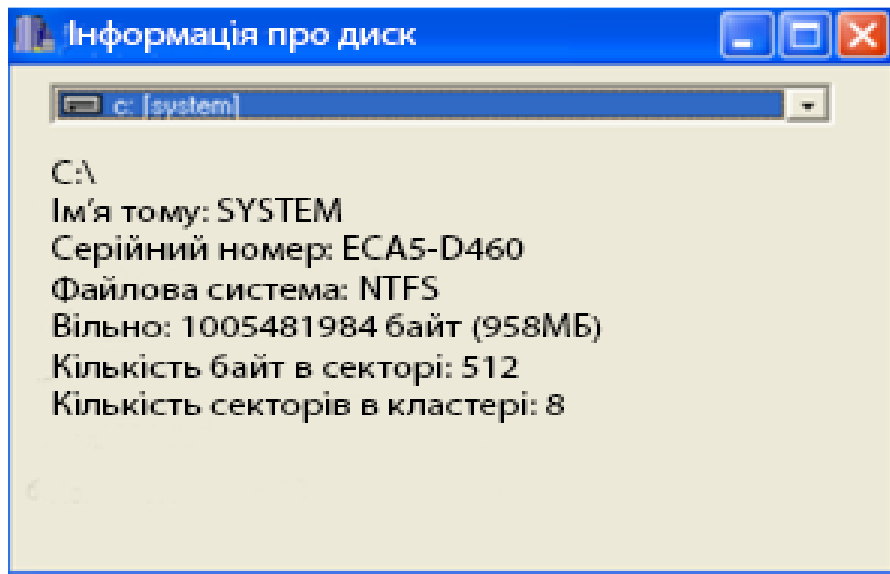 Інформація про диск
c: [system]
C:\
Ім'я тому: SYSTEM
Серійний номер: ECA5-D460
Файлова система: NTFS
Вільно: 1005481984 байт (958МБ)
Кількість байт в секторі: 512
Кількість секторів в кластері: 8